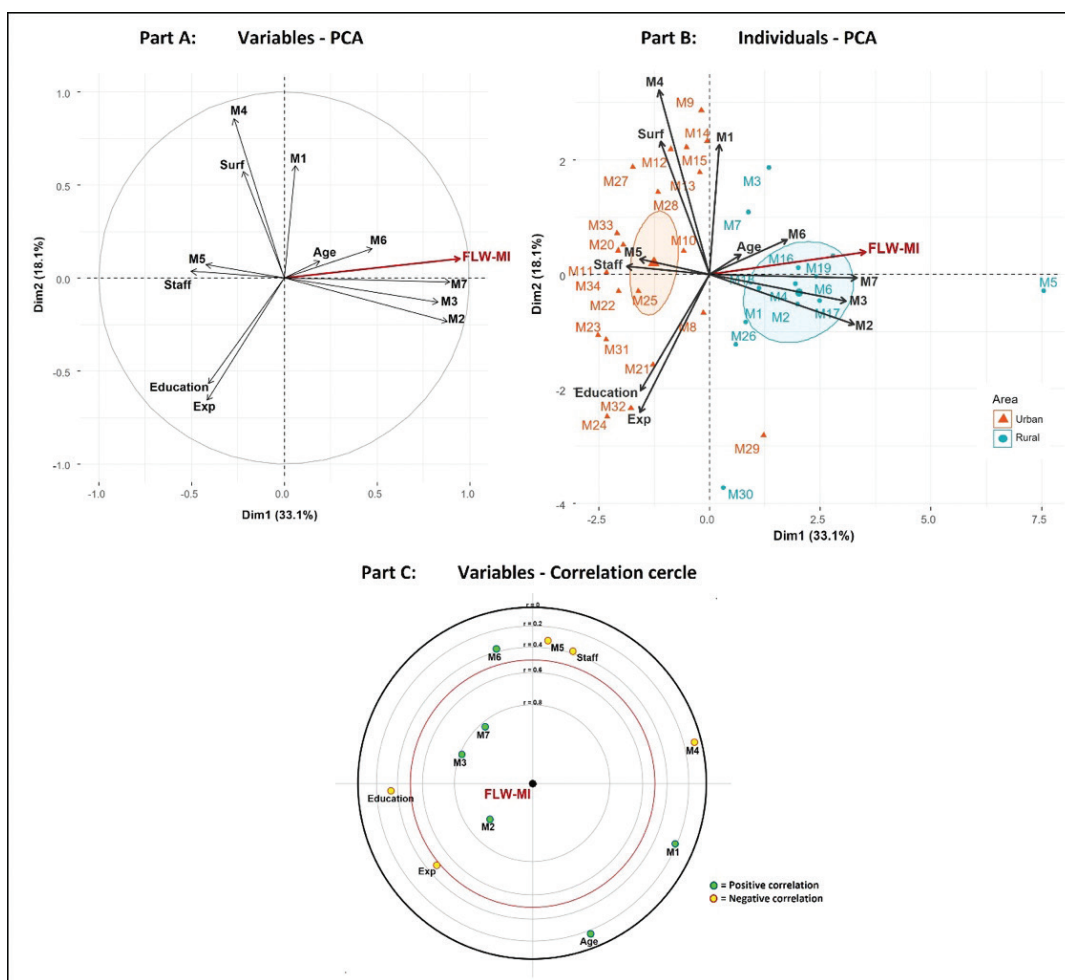 Part A: Variables - PCA
Part B: Individuals - PCA
Dim2 (18.1%)
1.0
0.5
0.0
-0.5
-1.0
-1.0
-0.5
0.0
0.5
1.0
Dim1 (33.1%)
M4
Surf
M1
Age
M6
FLW-MI
M5
Staff
M7
M3
M2
Education
Exp
Dim2 (18.1%)
2
0
-2
-4
-2.5
0.0
2.5
5.0
7.5
Dim1 (33.1%)
M4
M9
Surf
M14
M1
M12
M15
M27
M13
M3
M28
M7
M33
M20
M10
M6
Age
FLW-MI
M5
M16
M19
Staff
M11
M18
M7
M5
M34
M25
M4
M6
M3
M22
M1
M2
M17
M2
M8
M26
M23
M31
M21
Education
M32
Exp
M24
M29
M30
Area
Urban
Rural
Part C: Variables - Correlation cercle
r = 0
r = 0.2
r = 0.4
r = 0.6
r = 0.8
M6
M5
Staff
M7
M3
M4
FLW-MI
Education
M2
M1
Exp
Age
= Positive correlation
= Negative correlation